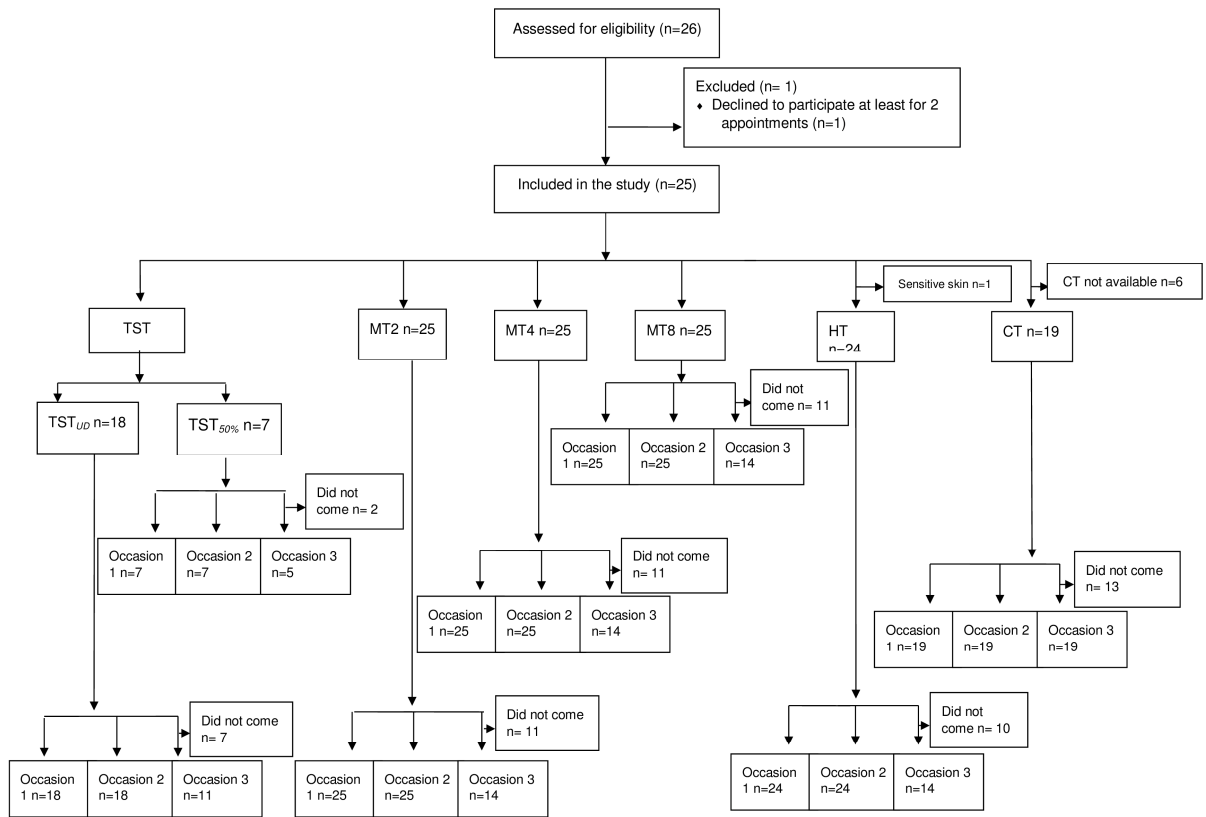 Assessed for eligibility (n=26)
Excluded (n= 1)
♦ Declined to participate at least for 2
appointments (n=1)
Included in the study (n=25)
Sensitive skin n=1
CT not available n=6
TST
MT2 n=25
MT4 n=25
MT8 n=25
HT
n=24
CT n=19
TSTUD n=18
TST50% n=7
Did not
come n= 11
Occasion
1 n=25
Occasion 2
n=25
Occasion 3
n=14
Did not
come n= 2
Occasion
1 n=7
Occasion 2
n=7
Occasion 3
n=5
Did not come
n= 11
Occasion
1 n=25
Occasion 2
n=25
Occasion 3
n=14
Did not come
n= 13
Occasion
1 n=19
Occasion 2
n=19
Occasion 3
n=19
Did not come
n= 7
Occasion
1 n=18
Occasion 2
n=18
Occasion 3
n=11
Did not come
n= 11
Occasion
1 n=25
Occasion 2
n=25
Occasion 3
n=14
Did not
come n= 10
Occasion
1 n=24
Occasion 2
n=24
Occasion 3
n=14